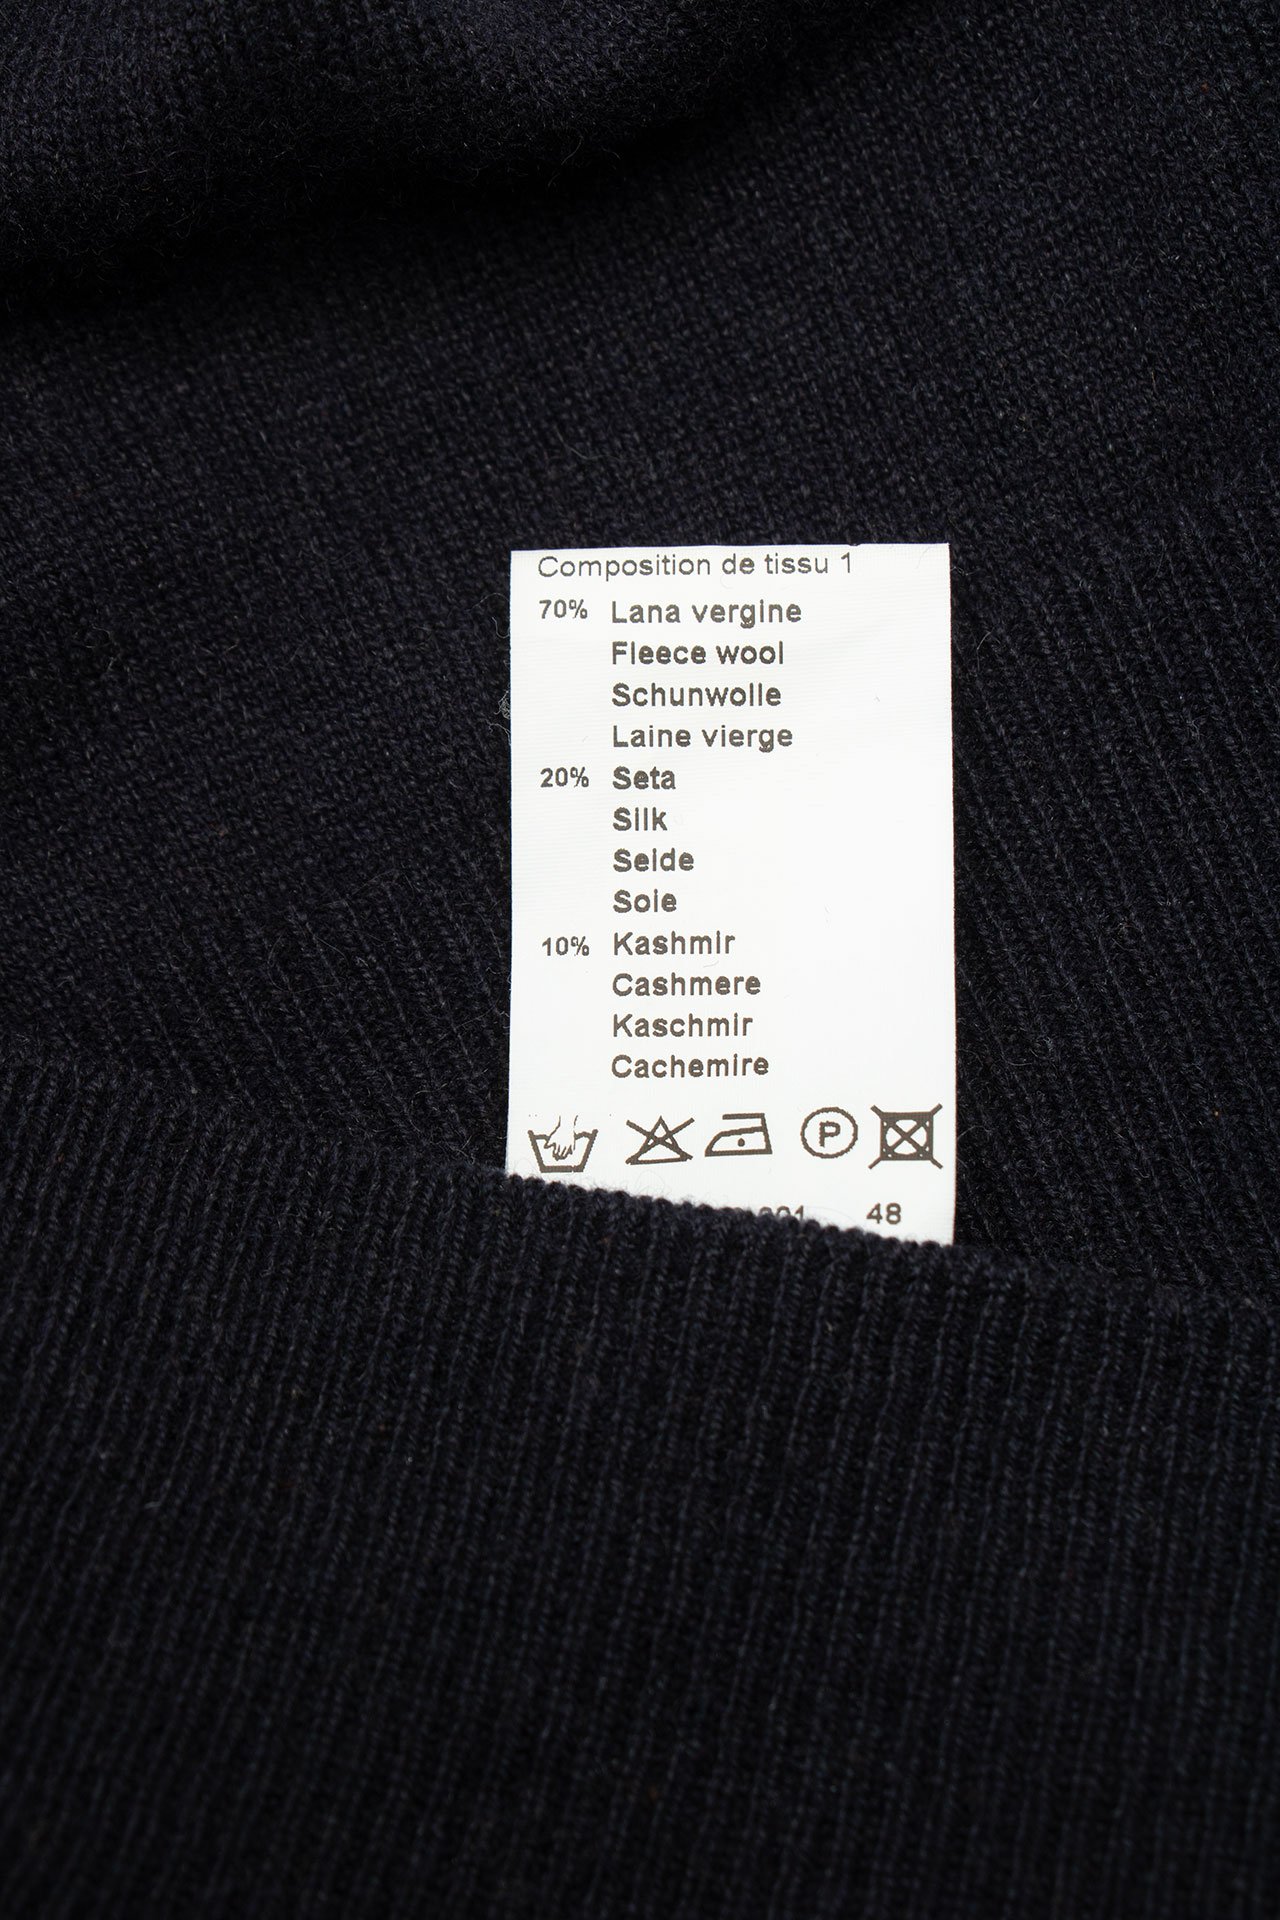 Composition de tissu 1
70% Lana vergine
Fleece wool
Schunwolle
Laine vierge
20% Seta
Silk
Seide
Soie
10% Kashmir
Cashmere
Kaschmir
Cachemire
P
48